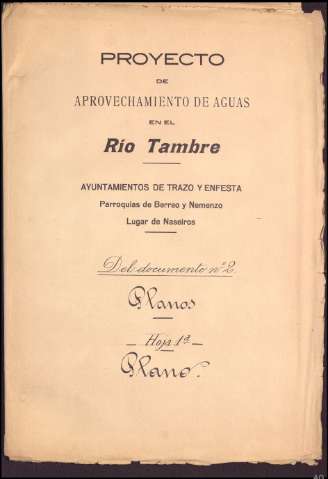 PROYECTO
DE
APROVECHAMIENTO DE AGUAS
EN EL
Río Tambre
AYUNTAMIENTOS DE TRAZO Y ENFESTA
Parroquias de Berreo y Nemenzo
Lugar de Naseiros
Del documento nº 2.
Planos
Hoja 1ª
Plano.